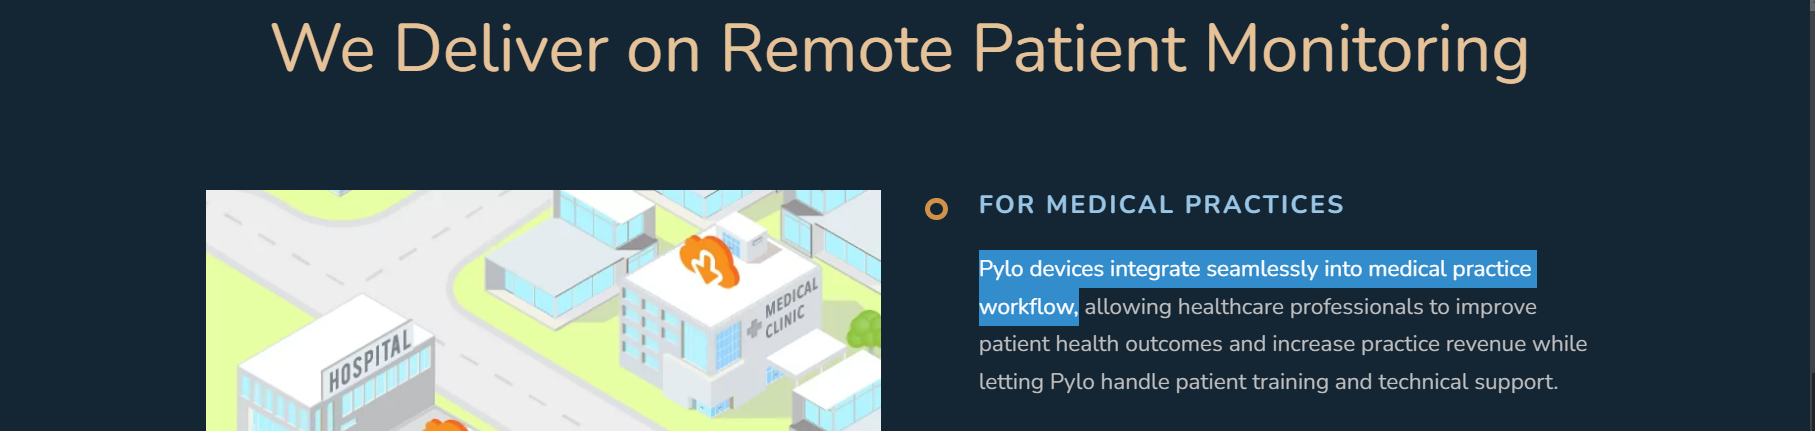 We Deliver on Remote Patient Monitoring
FOR MEDICAL PRACTICES
Pylo devices integrate seamlessly into medical practice
workflow, allowing healthcare professionals to improve
patient health outcomes and increase practice revenue while
letting Pylo handle patient training and technical support.
MEDICAL
CLINIC
HOSPITAL